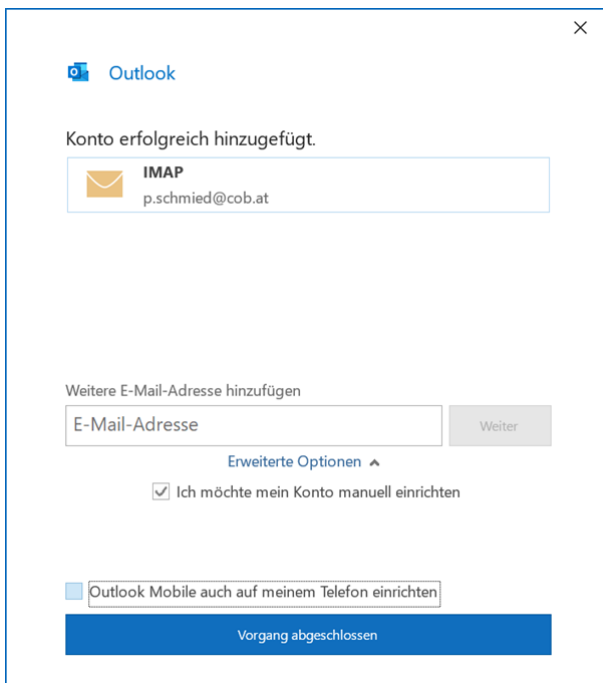 Outlook
Konto erfolgreich hinzugefügt.
IMAP
p.schmied@cob.at
Weitere E-Mail-Adresse hinzufügen
E-Mail-Adresse
Weiter
Erweiterte Optionen
Ich möchte mein Konto manuell einrichten
Outlook Mobile auch auf meinem Telefon einrichten
Vorgang abgeschlossen